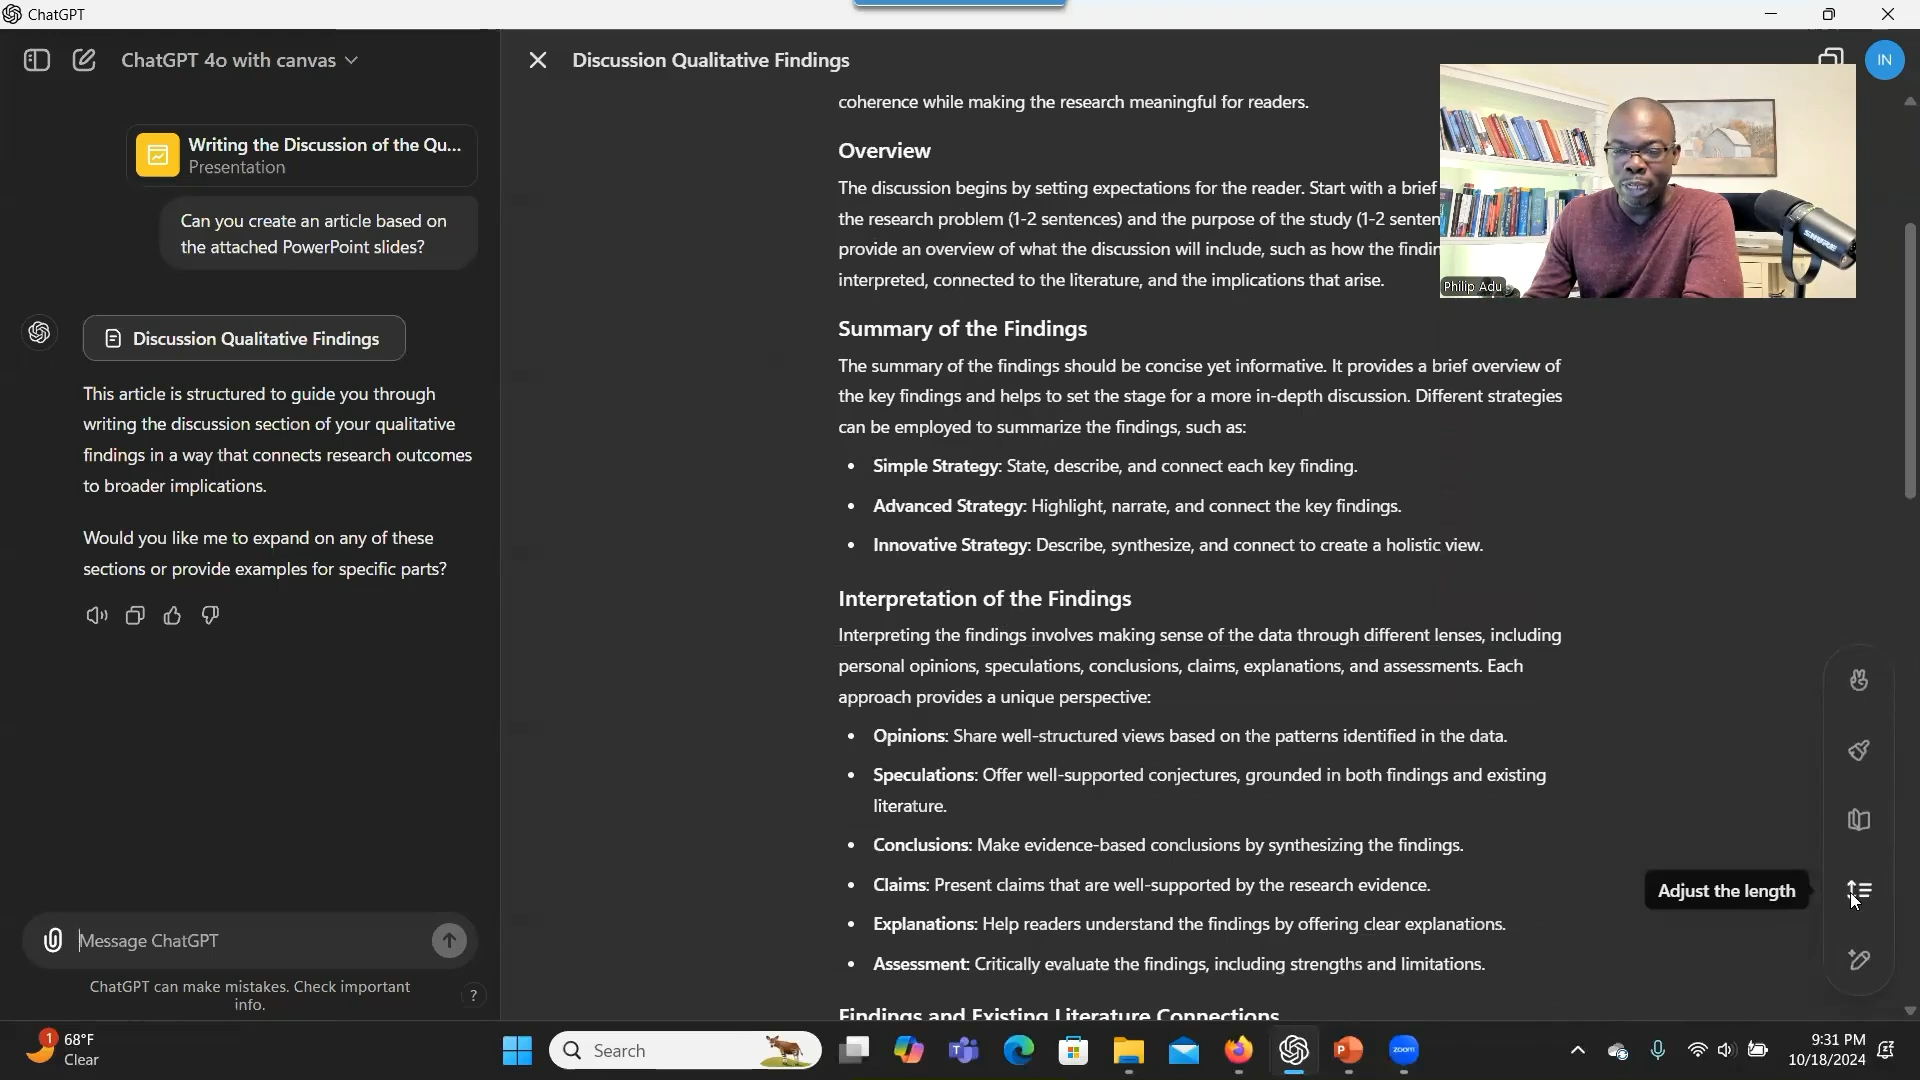 ChatGPT
ChatGPT 4o with canvas
Writing the Discussion of the Qu...
Presentation
Can you create an article based on
the attached PowerPoint slides?
Discussion Qualitative Findings
This article is structured to guide you through
writing the discussion section of your qualitative
findings in a way that connects research outcomes
to broader implications.
Would you like me to expand on any of these
sections or provide examples for specific parts?
Message ChatGPT
ChatGPT can make mistakes. Check important
info.
?
Discussion Qualitative Findings
IN
coherence while making the research meaningful for readers.
Overview
The discussion begins by setting expectations for the reader. Start with a brief
the research problem (1-2 sentences) and the purpose of the study (1-2 senten
provide an overview of what the discussion will include, such as how the findin
interpreted, connected to the literature, and the implications that arise.
Philip Adu
SHURE
Summary of the Findings
The summary of the findings should be concise yet informative. It provides a brief overview of
the key findings and helps to set the stage for a more in-depth discussion. Different strategies
can be employed to summarize the findings, such as:
• Simple Strategy: State, describe, and connect each key finding.
• Advanced Strategy: Highlight, narrate, and connect the key findings.
• Innovative Strategy: Describe, synthesize, and connect to create a holistic view.
Interpretation of the Findings
Interpreting the findings involves making sense of the data through different lenses, including
personal opinions, speculations, conclusions, claims, explanations, and assessments. Each
approach provides a unique perspective:
• Opinions: Share well-structured views based on the patterns identified in the data.
• Speculations: Offer well-supported conjectures, grounded in both findings and existing
literature.
• Conclusions: Make evidence-based conclusions by synthesizing the findings.
• Claims: Present claims that are well-supported by the research evidence.
• Explanations: Help readers understand the findings by offering clear explanations.
• Assessment: Critically evaluate the findings, including strengths and limitations.
Findings and Existing Literature Connections
Adjust the length
1
68°F
Clear
Search
zoom
9:31 PM
10/18/2024